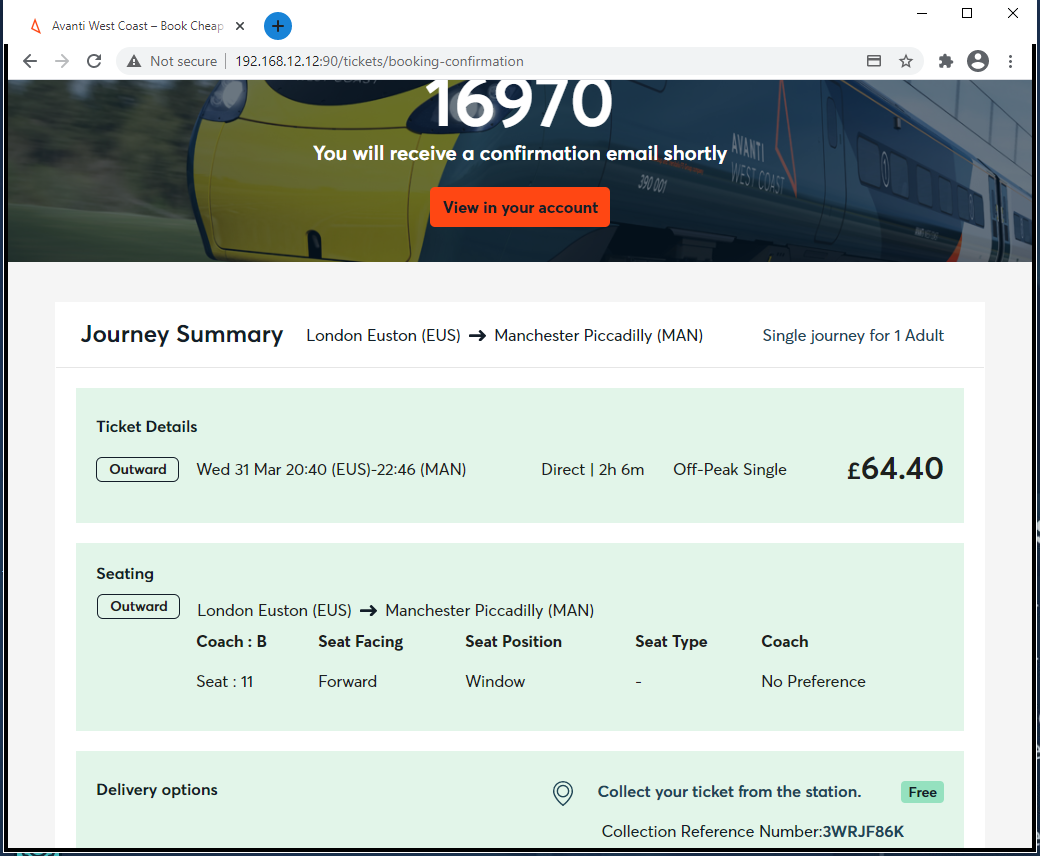 Avanti West Coast – Book Cheap
Not secure
192.168.12.12:90/tickets/booking-confirmation
16970
You will receive a confirmation email shortly
AVANTI
WEST COAST
390 001
View in your account
Journey Summary London Euston (EUS) → Manchester Piccadilly (MAN) Single journey for 1 Adult
Ticket Details
Outward Wed 31 Mar 20:40 (EUS)-22:46 (MAN) Direct | 2h 6m Off-Peak Single £64.40
Seating
Outward London Euston (EUS) → Manchester Piccadilly (MAN)
Coach : B Seat Facing Seat Position Seat Type Coach
Seat : 11 Forward Window - No Preference
Delivery options Collect your ticket from the station. Free
Collection Reference Number:3WRJF86K